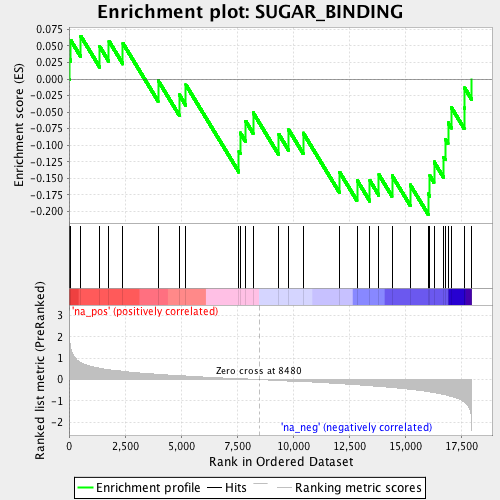 Enrichment plot: SUGAR_BINDING
Enrichment score (ES)
0.075
0.050
0.025
0.000
-0.025
-0.050
-0.075
-0.100
-0.125
-0.150
-0.175
-0.200
'na_pos' (positively correlated)
Ranked list metric (PreRanked)
3
2
1
0
-1
-2
Zero cross at 8480
'na_neg' (negatively correlated)
0
2,500
5,000
7,500
10,000
12,500
15,000
17,500
Rank in Ordered Dataset
Enrichment profile
Hits
Ranking metric scores